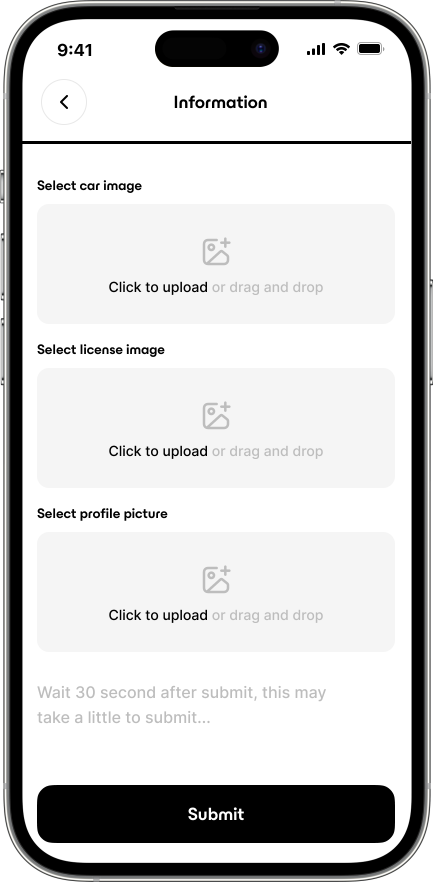 9:41
Information
Select car image
Click to upload or drag and drop
Select license image
Click to upload or drag and drop
Select profile picture
Click to upload or drag and drop
Wait 30 second after submit, this may
take a little to submit...
Submit